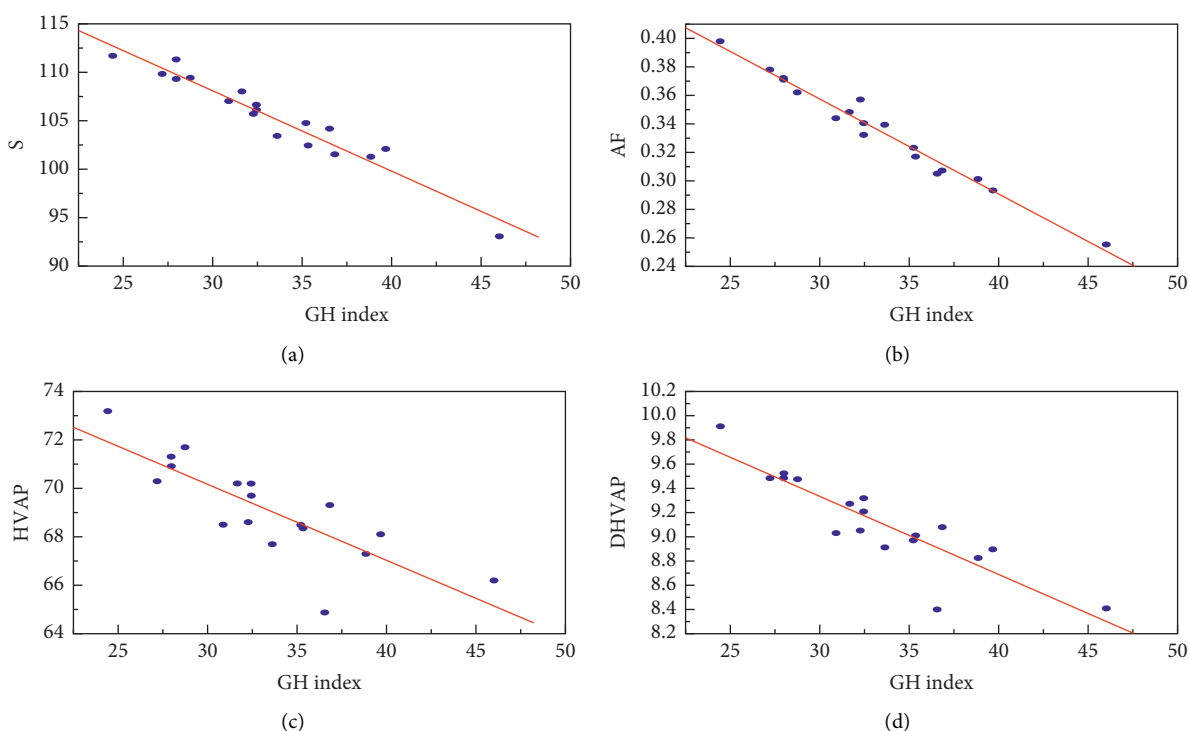 115
110
105
100
95
90
S
25 30 35 40 45 50
GH index
(a)
0.40
0.38
0.36
0.34
0.32
0.30
0.28
0.26
0.24
AF
25 30 35 40 45 50
GH index
(b)
74
72
70
68
66
64
HVAP
25 30 35 40 45 50
GH index
(c)
10.2
10.0
9.8
9.6
9.4
9.2
9.0
8.8
8.6
8.4
8.2
DHVAP
25 30 35 40 45 50
GH index
(d)